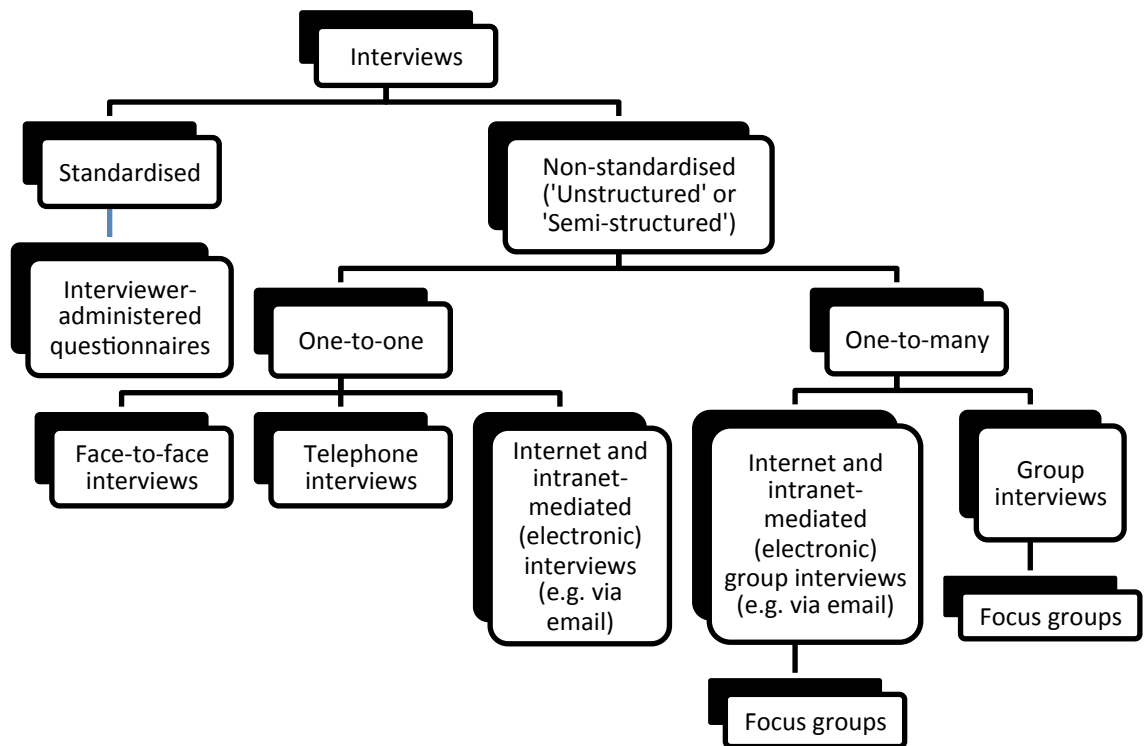 Interviews
Standardised
Non-standardised
('Unstructured' or
'Semi-structured')
Interviewer-
administered
questionnaires
One-to-one
One-to-many
Face-to-face
interviews
Telephone
interviews
Internet and
intranet-
mediated
(electronic)
interviews
(e.g. via
email)
Internet and
intranet-
mediated
(electronic)
group interviews
(e.g. via email)
Group
interviews
Focus groups
Focus groups